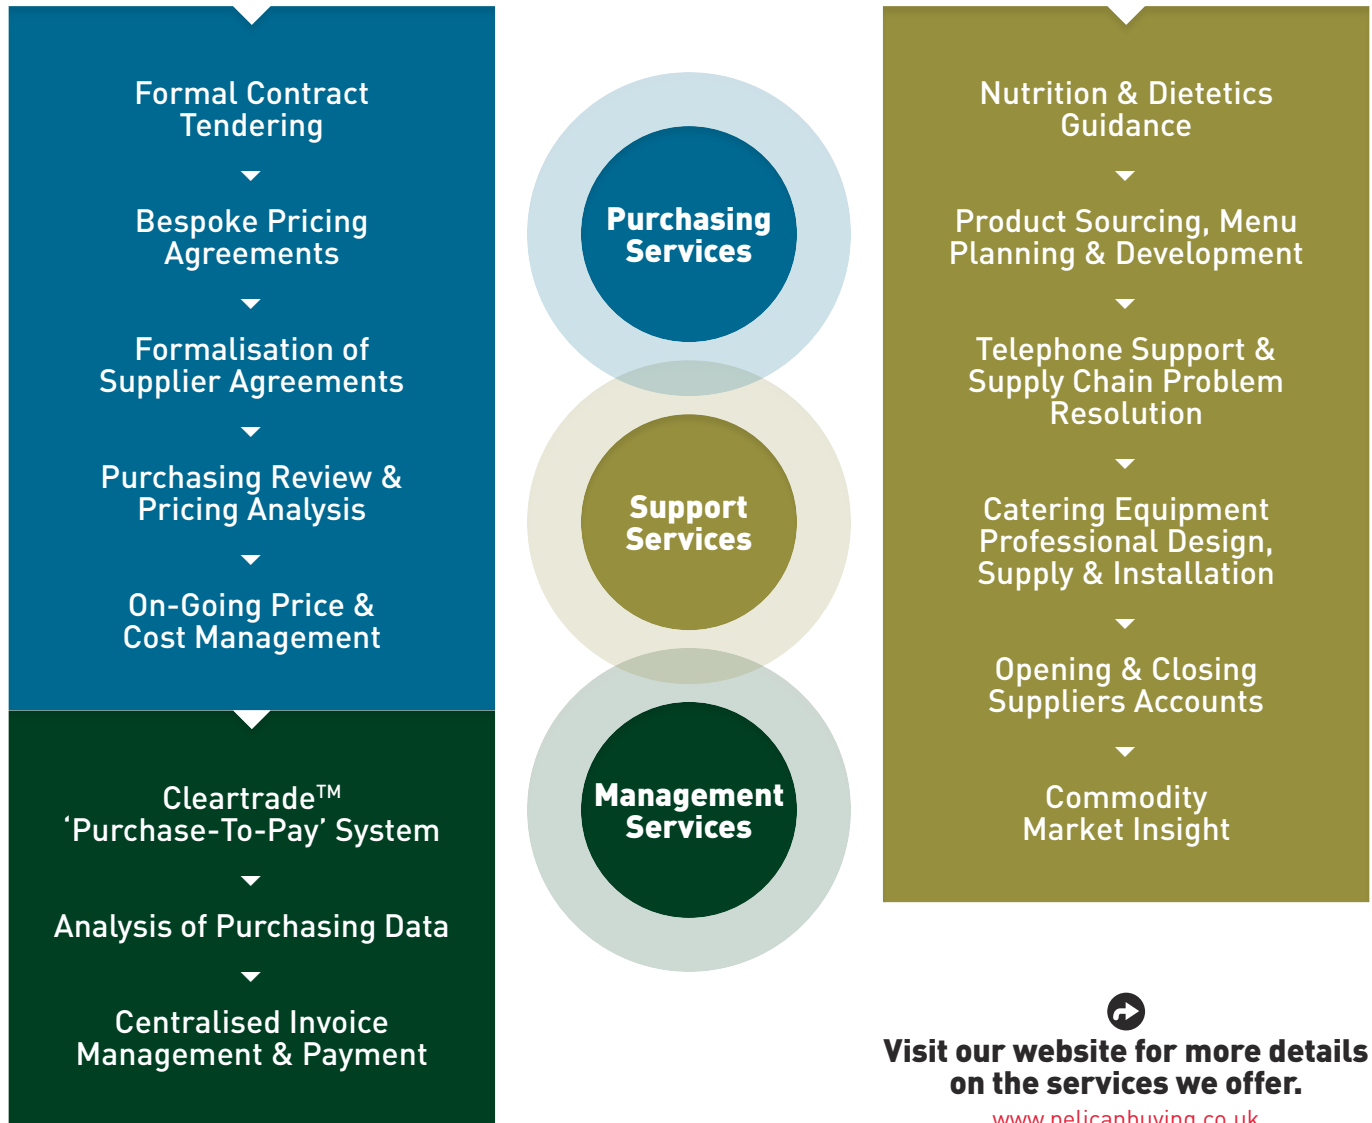 Formal Contract
Tendering
Bespoke Pricing
Agreements
Formalisation of
Supplier Agreements
Purchasing Review &
Pricing Analysis
On-Going Price &
Cost Management
Cleartrade™
‘Purchase-To-Pay’ System
Analysis of Purchasing Data
Centralised Invoice
Management & Payment
Purchasing
Services
Support
Services
Management
Services
Nutrition & Dietetics
Guidance
Product Sourcing, Menu
Planning & Development
Telephone Support &
Supply Chain Problem
Resolution
Catering Equipment
Professional Design,
Supply & Installation
Opening & Closing
Suppliers Accounts
Commodity
Market Insight
Visit our website for more details
on the services we offer.
www.pelicanbuying.co.uk